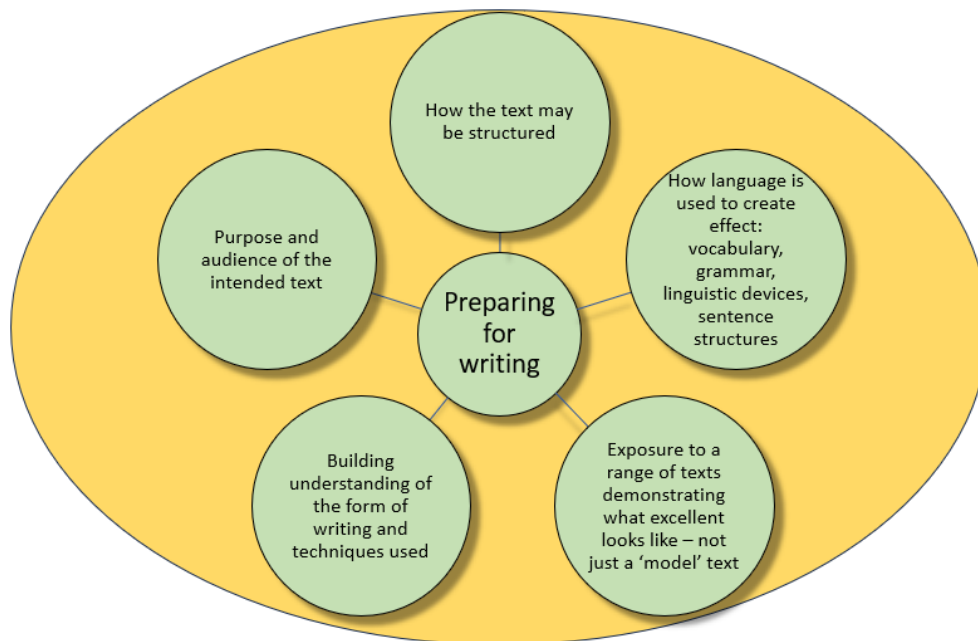 How the text may
be structured
How language is
used to create
effect:
vocabulary,
grammar,
linguistic devices,
sentence
structures
Purpose and
audience of the
intended text
Preparing
for
writing
Building
understanding of
the form of
writing and
techniques used
Exposure to a
range of texts
demonstrating
what excellent
looks like – not
just a ‘model’ text